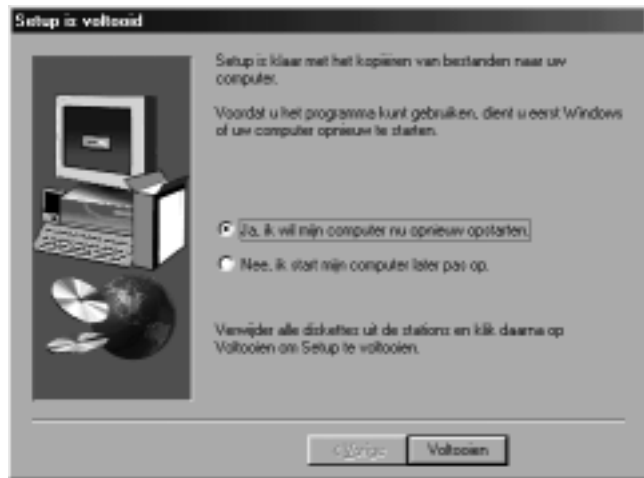 Setup is voltooid
Setup is klaar met het kopiëren van bestanden naar uw
computer.
Voordat u het programma kunt gebruiken, dient u eerst Windows
of uw computer opnieuw te starten.
Ja, ik wil mijn computer nu opnieuw opstarten.
Nee, ik start mijn computer later pas op.
Verwijder alle diskettes uit de stations en klik daarna op
Voltooien om Setup te voltooien.
< Vorige
Voltooien